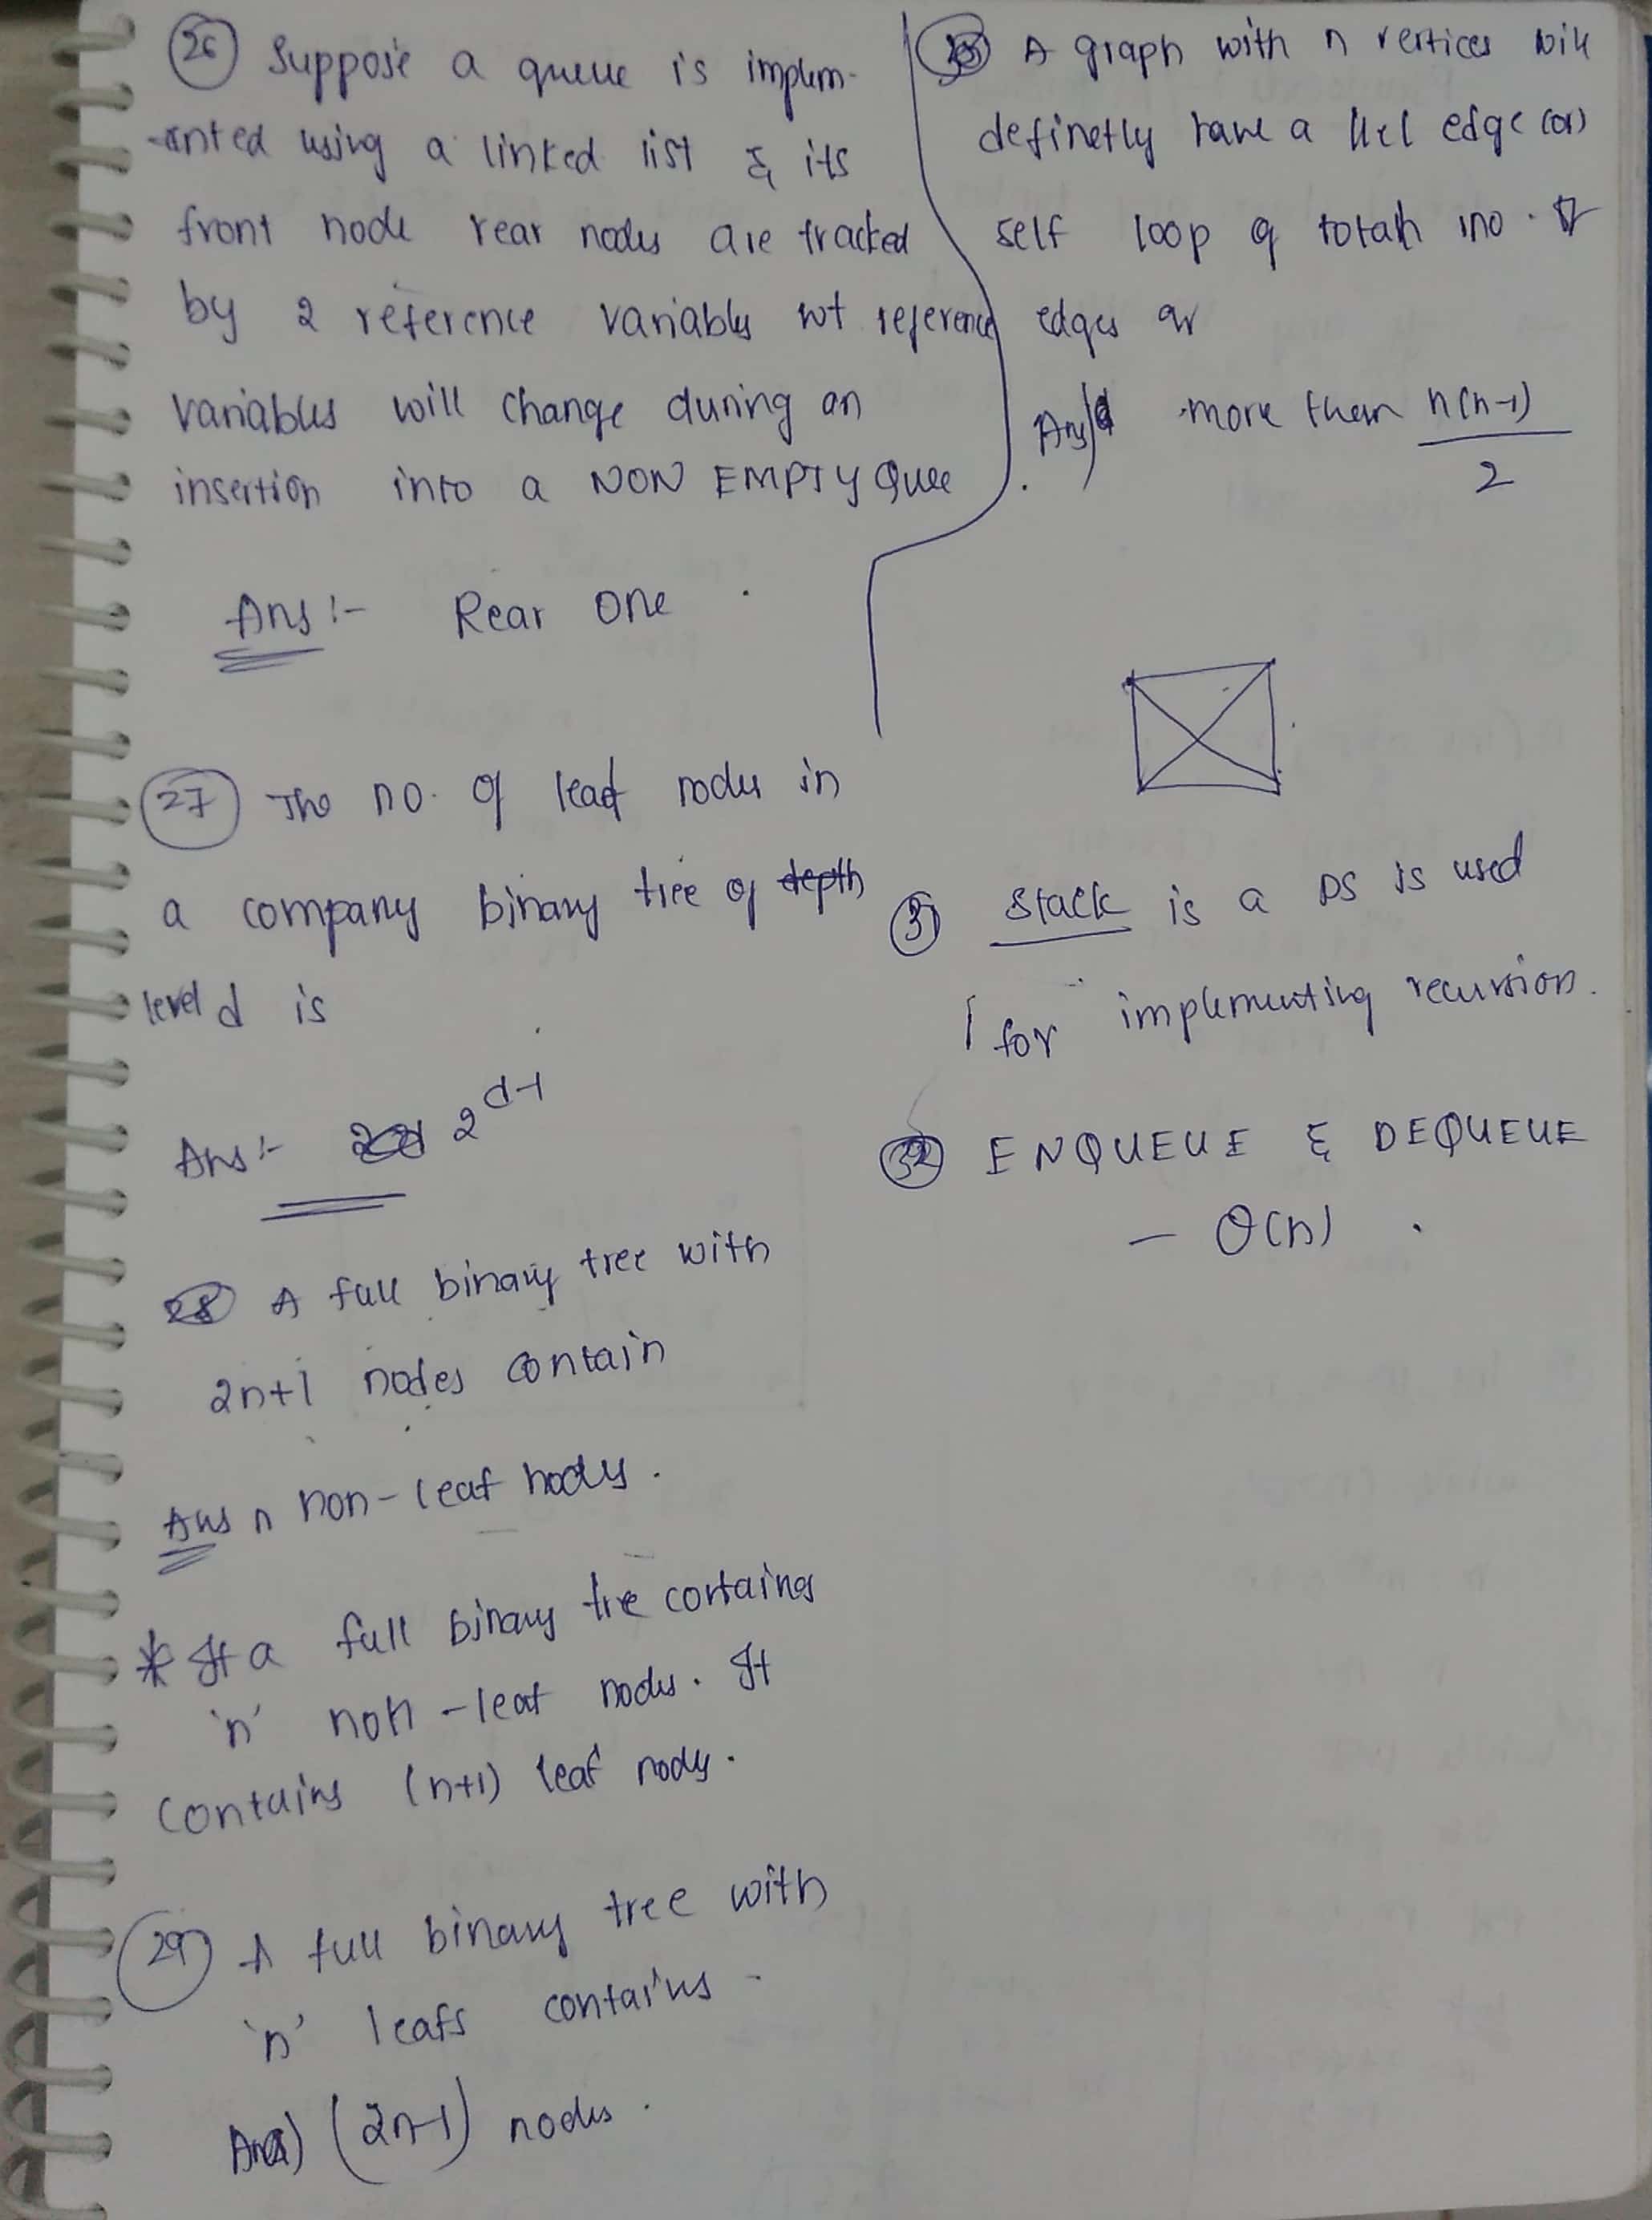 26 Suppose a queue is implem-
-anted using a linked list & its
front node rear nodes are tracked
by 2 reference variables wt reference
variables will change during an
insertion into a NON EMPTY Quee
Ans :- Rear One
27 The no. of leaf nodes in
a company binary tree of depth
level d is
Ans :- 2^d-1
28 A full binary tree with
2n+1 nodes contain
Ans n non-leaf nodes.
* If a full binary tree contains
'n' non-leaf nodes. It
contains (n+1) leaf nodes.
29 A full binary tree with
'n' leafs contains -
Ans) (2n-1) nodes.
A graph with n vertices will
definetly have a llel edge (or)
self loop of total no. of
edges are
Ans) more than n(n-1)
2
31 Stack is a DS is used
for implementing recursion.
32 ENQUEUE & DEQUEUE
- O(n)